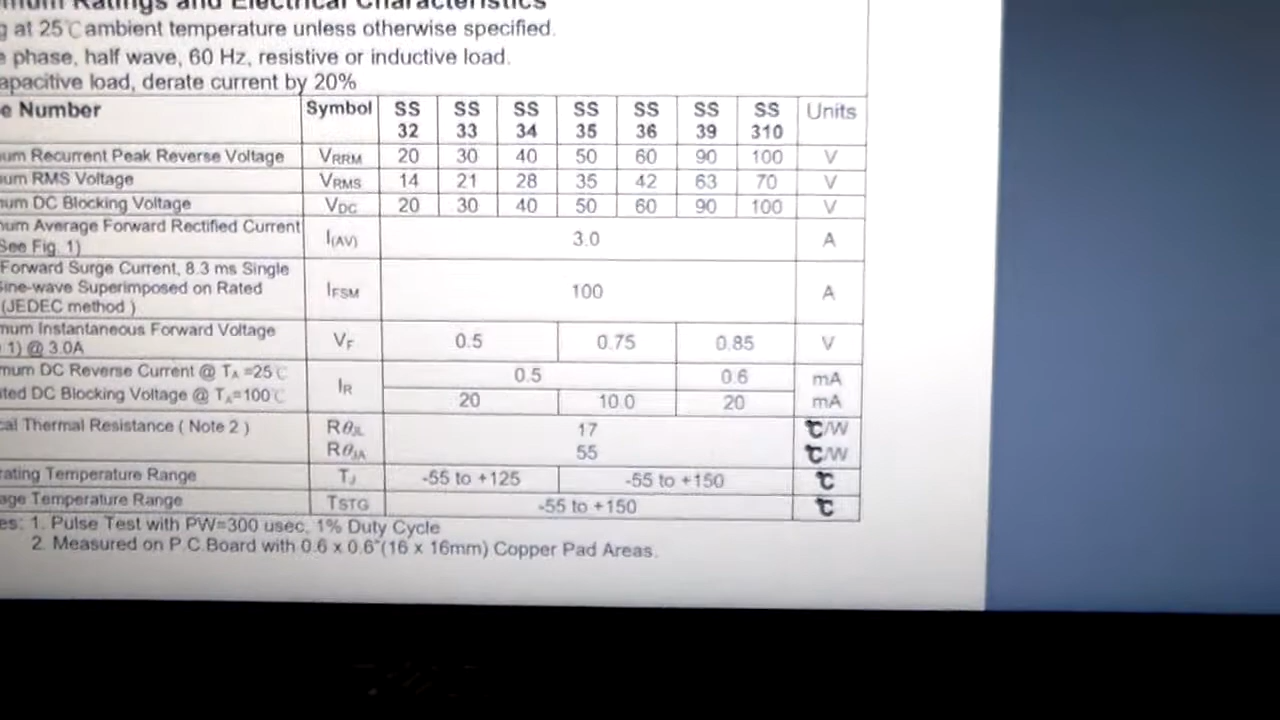 Ratings and Electrical Characteristics
at 25℃ ambient temperature unless otherwise specified.
phase, half wave, 60 Hz, resistive or inductive load.
apacitive load, derate current by 20%
e Number Symbol SS 32 SS 33 SS 34 SS 35 SS 36 SS 39 SS 310 Units
um Recurrent Peak Reverse Voltage VRRM 20 30 40 50 60 90 100 V
um RMS Voltage VRMS 14 21 28 35 42 63 70 V
num DC Blocking Voltage VDC 20 30 40 50 60 90 100 V
num Average Forward Rectified Current
See Fig. 1) I(AV) 3.0 A
Forward Surge Current, 8.3 ms Single
ine-wave Superimposed on Rated
(JEDEC method ) IFSM 100 A
num Instantaneous Forward Voltage
1) @ 3.0A VF 0.5 0.75 0.85 V
mum DC Reverse Current @ TA =25℃ IR 0.5 0.6 mA
ted DC Blocking Voltage @ TA=100℃ 20 10.0 20 mA
cal Thermal Resistance ( Note 2 ) RθJL 17 ℃/W
RθJA 55 ℃/W
rating Temperature Range TJ -55 to +125 -55 to +150 ℃
age Temperature Range TSTG -55 to +150 ℃
es: 1. Pulse Test with PW=300 usec, 1% Duty Cycle
2. Measured on P.C.Board with 0.6 x 0.6"(16 x 16mm) Copper Pad Areas.